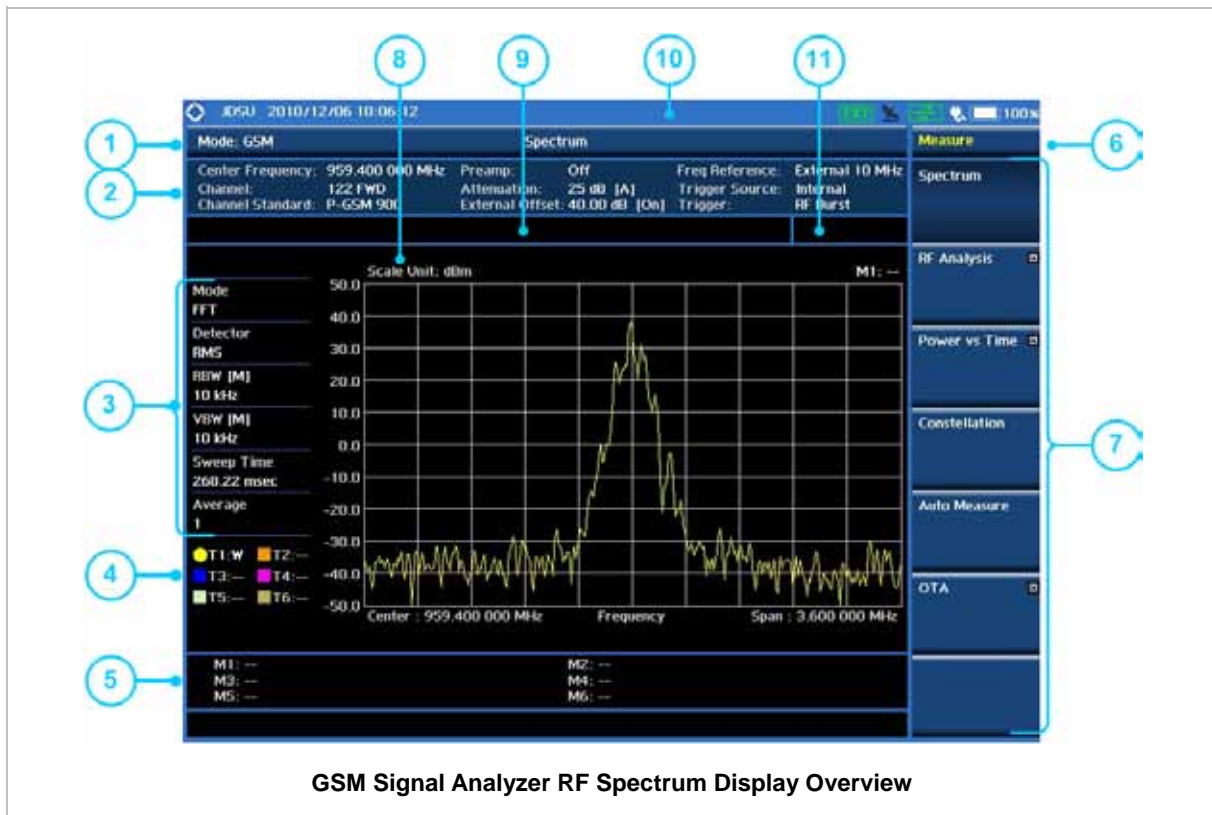 8 9 10 11
JDSU 2010/12/06 10:06:12 EXT 100%
1 Mode: GSM Spectrum Measure 6
2
Center Frequency: 959.400 000 MHz Preamp: Off Freq Reference: External 10 MHz
Channel: 122 FWD Attenuation: 25 dB [A] Trigger Source: Internal
Channel Standard: P-GSM 900 External Offset: 40.00 dB [On] Trigger: RF Burst
Spectrum
RF Analysis
Power vs Time
Constellation
Auto Measure
OTA
7
Scale Unit: dBm M1: --
3
Mode
FFT
Detector
RMS
RBW [M]
10 kHz
VBW [M]
10 kHz
Sweep Time
260.22 msec
Average
1
50.0
40.0
30.0
20.0
10.0
0.0
-10.0
-20.0
-30.0
-40.0
-50.0
4
T1:W T2:--
T3:-- T4:--
T5:-- T6:--
Center : 959.400 000 MHz Frequency Span : 3.600 000 MHz
5
M1: -- M2: --
M3: -- M4: --
M5: -- M6: --
GSM Signal Analyzer RF Spectrum Display Overview